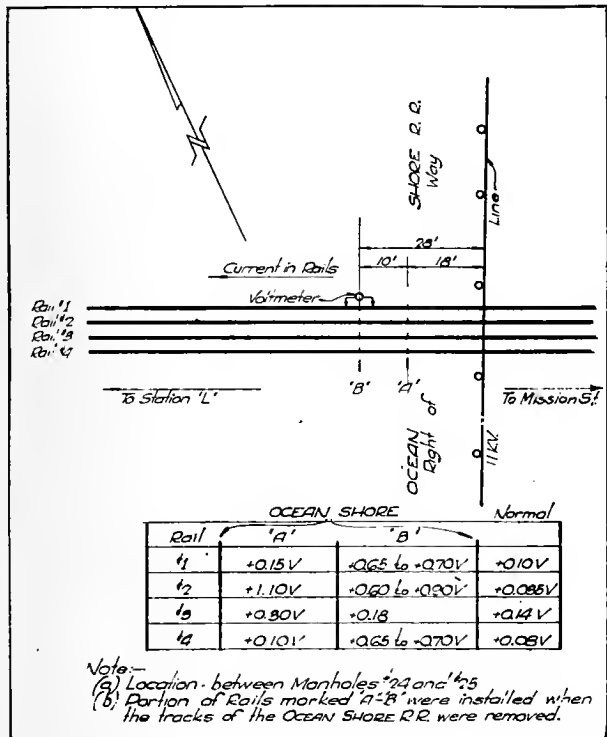 SHORE R. R.
Way
Line
28'
10'
18'
Current in Rails
Voltmeter
Rail #1
Rail #2
Rail #3
Rail #4
'B'
'A'
To Station 'L'
To Mission St.
OCEAN
Right of
11 KV.
OCEAN SHORE
Normal
Rail 'A' 'B'
#1 +0.15V +0.65 to +0.70V +0.10V
#2 +1.10V +0.60 to +0.90V +0.085V
#3 +0.90V +0.18 +0.14V
#4 +0.10V +0.65 to +0.70V +0.08V
Note:-
(a) Location - between Manholes #24 and #25
(b) Portion of Rails marked 'A'-'B' were installed when
the tracks of the OCEAN SHORE R.R. were removed.